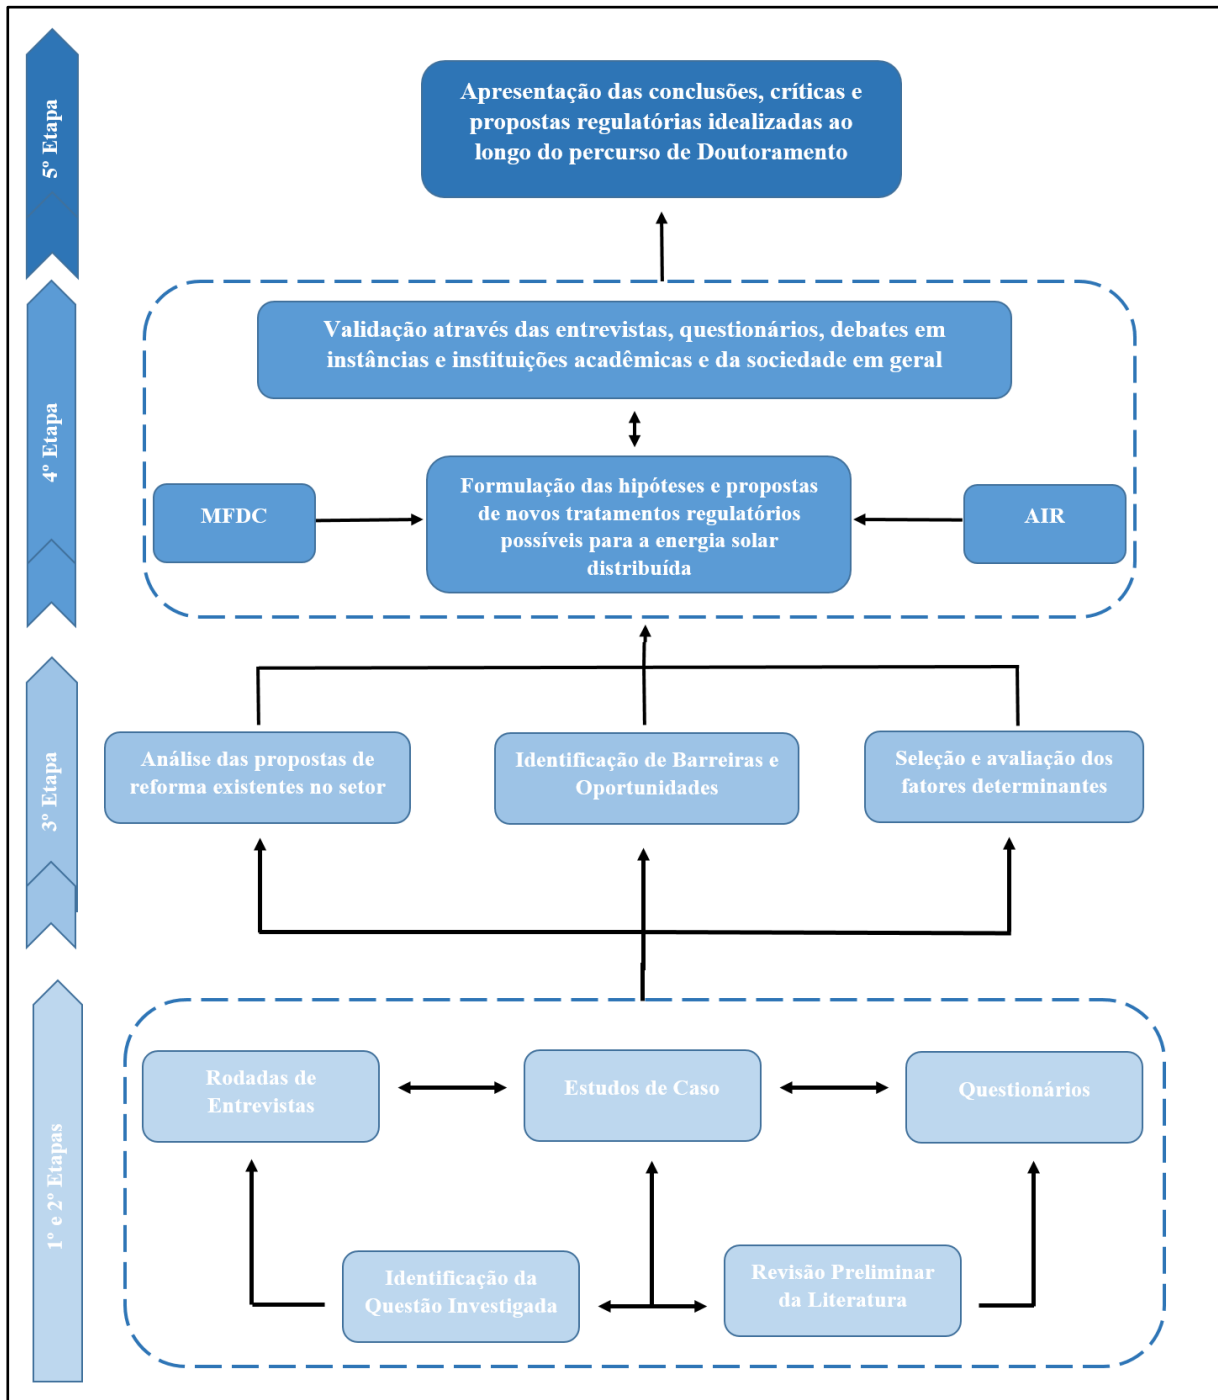 5º Etapa
Apresentação das conclusões, críticas e
propostas regulatórias idealizadas ao
longo do percurso de Doutoramento
4º Etapa
Validação através das entrevistas, questionários, debates em
instâncias e instituições acadêmicas e da sociedade em geral
MFDC
Formulação das hipóteses e propostas
de novos tratamentos regulatórios
possíveis para a energia solar
distribuída
AIR
3º Etapa
Análise das propostas de
reforma existentes no setor
Identificação de Barreiras e
Oportunidades
Seleção e avaliação dos
fatores determinantes
1º e 2º Etapas
Rodadas de
Entrevistas
Estudos de Caso
Questionários
Identificação da
Questão Investigada
Revisão Preliminar
da Literatura